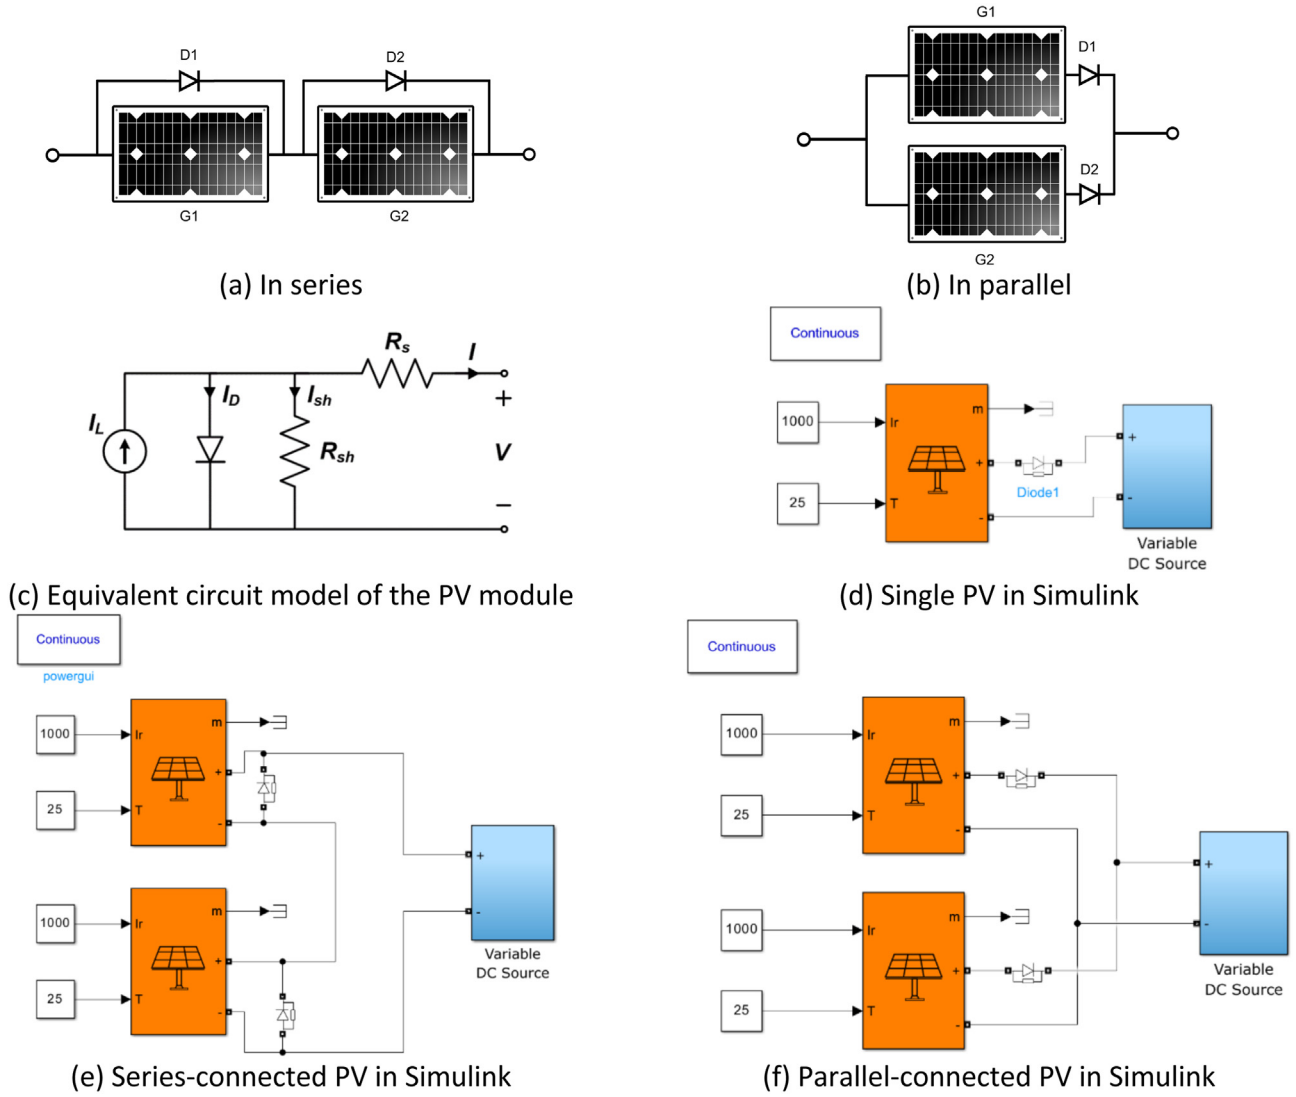 D1
D2
G1
G2
(a) In series
G1
D1
D2
G2
(b) In parallel
Rs
I
IL
ID
Ish
Rsh
+
V
−
(c) Equivalent circuit model of the PV module
Continuous
1000
25
Ir
T
m
+
-
Diode1
+
-
Variable
DC Source
(d) Single PV in Simulink
Continuous
powergui
1000
25
Ir
T
m
+
-
1000
25
Ir
T
m
+
-
+
-
Variable
DC Source
(e) Series-connected PV in Simulink
Continuous
1000
25
Ir
T
m
+
-
1000
25
Ir
T
m
+
-
+
-
Variable
DC Source
(f) Parallel-connected PV in Simulink